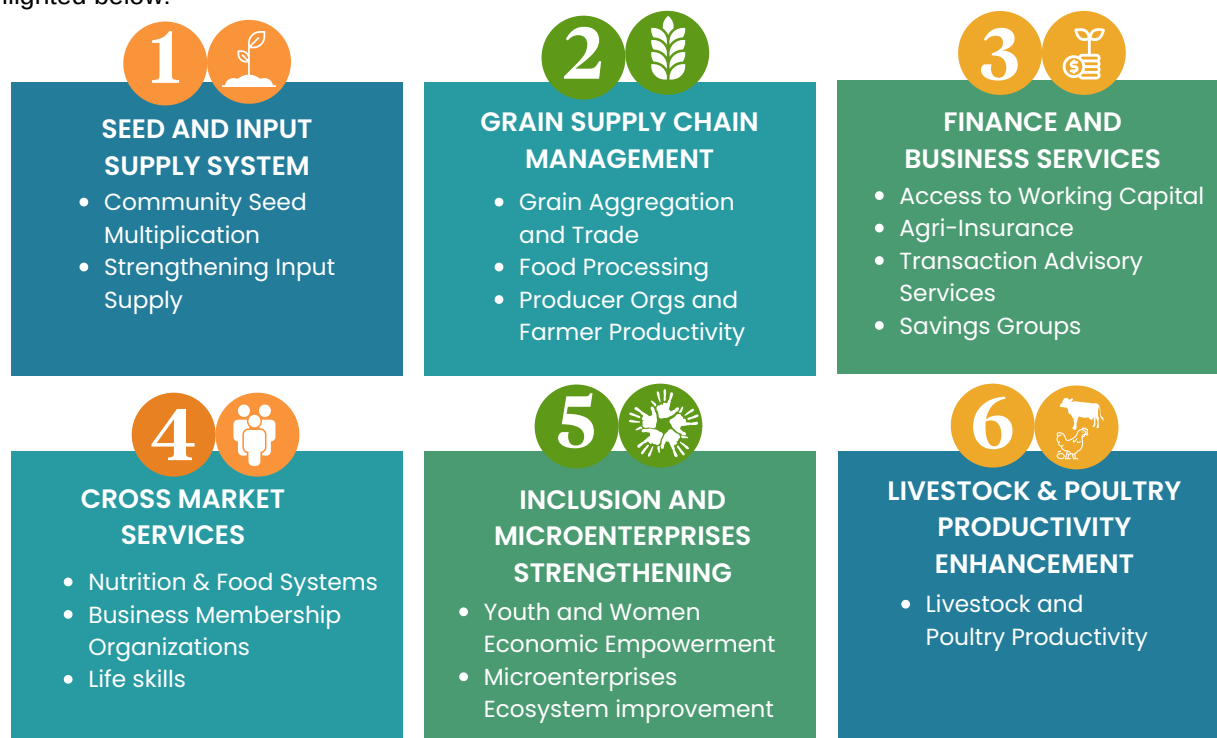 1
SEED AND INPUT
SUPPLY SYSTEM
• Community Seed
Multiplication
• Strengthening Input
Supply
2
GRAIN SUPPLY CHAIN
MANAGEMENT
• Grain Aggregation
and Trade
• Food Processing
• Producer Orgs and
Farmer Productivity
3
FINANCE AND
BUSINESS SERVICES
• Access to Working Capital
• Agri-Insurance
• Transaction Advisory
Services
• Savings Groups
4
CROSS MARKET
SERVICES
• Nutrition & Food Systems
• Business Membership
Organizations
• Life skills
5
INCLUSION AND
MICROENTERPRISES
STRENGTHENING
• Youth and Women
Economic Empowerment
• Microenterprises
Ecosystem improvement
6
LIVESTOCK & POULTRY
PRODUCTIVITY
ENHANCEMENT
• Livestock and
Poultry Productivity